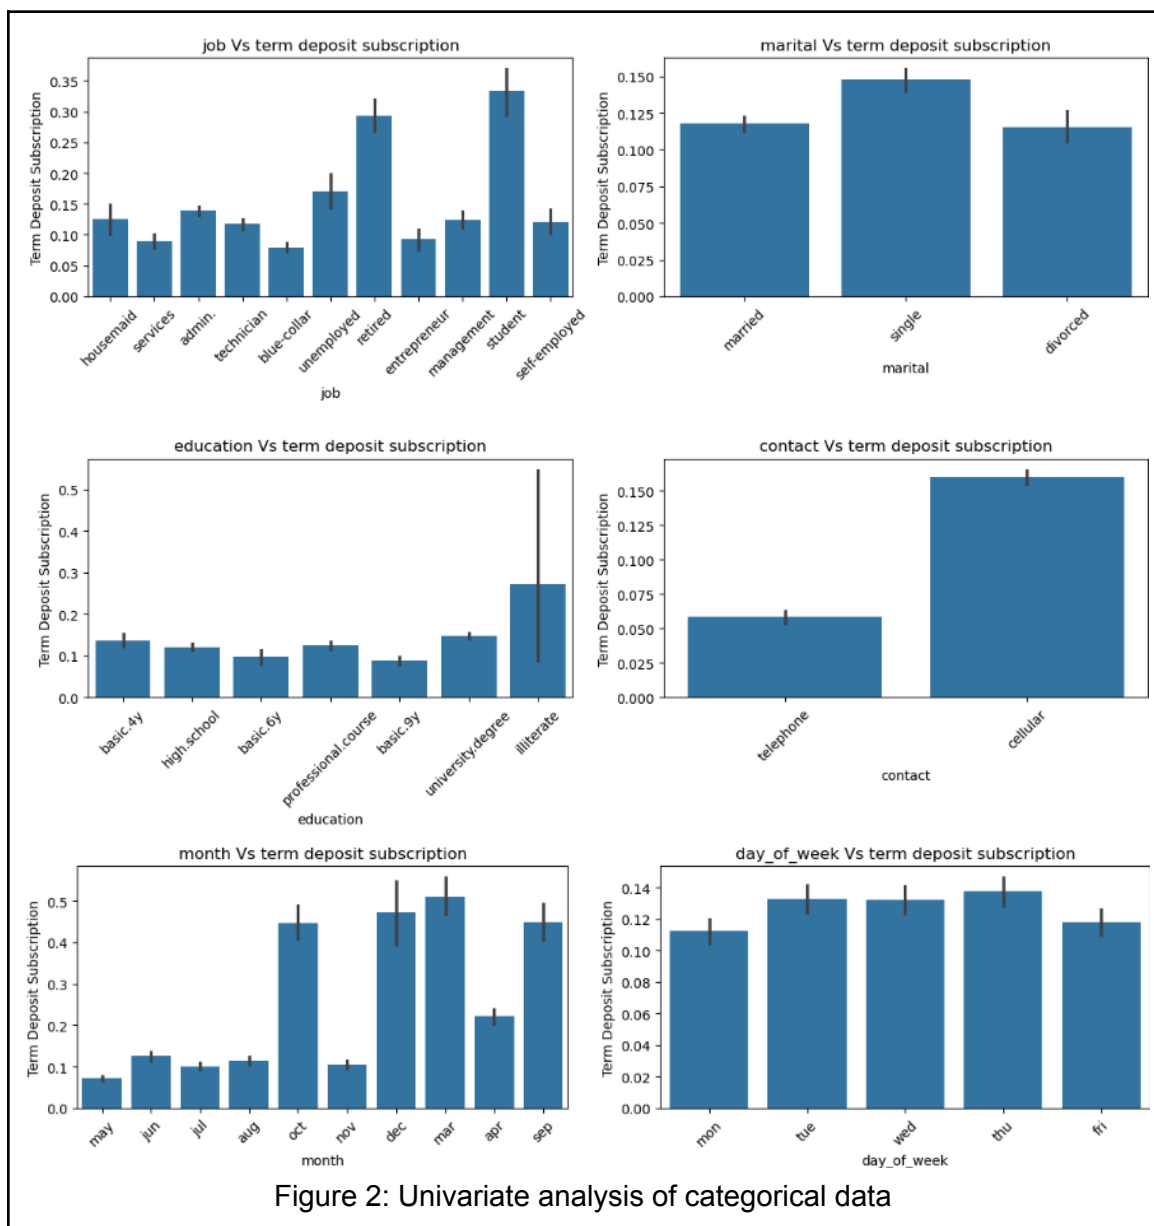 job Vs term deposit subscription
Term Deposit Subscription
0.35
0.30
0.25
0.20
0.15
0.10
0.05
0.00
housemaid
services
admin.
technician
blue-collar
unemployed
retired
entrepreneur
management
student
self-employed
job
marital Vs term deposit subscription
Term Deposit Subscription
0.150
0.125
0.100
0.075
0.050
0.025
0.000
married
single
divorced
marital
education Vs term deposit subscription
Term Deposit Subscription
0.5
0.4
0.3
0.2
0.1
0.0
basic.4y
high.school
basic.6y
professional.course
basic.9y
university.degree
illiterate
education
contact Vs term deposit subscription
Term Deposit Subscription
0.150
0.125
0.100
0.075
0.050
0.025
0.000
telephone
cellular
contact
month Vs term deposit subscription
Term Deposit Subscription
0.5
0.4
0.3
0.2
0.1
0.0
may
jun
jul
aug
oct
nov
dec
mar
apr
sep
month
day_of_week Vs term deposit subscription
Term Deposit Subscription
0.14
0.12
0.10
0.08
0.06
0.04
0.02
0.00
mon
tue
wed
thu
fri
day_of_week
Figure 2: Univariate analysis of categorical data